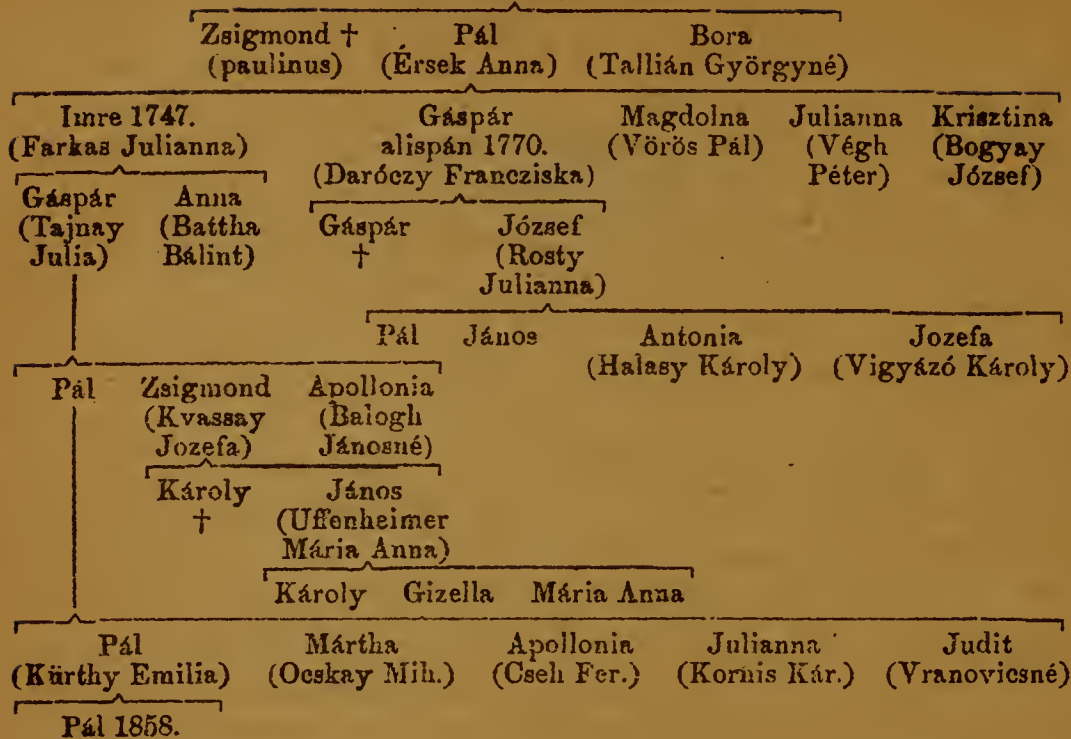 Zsigmond † Pál Bora
(paulinus) (Érsek Anna) (Tallián Györgyné)
Imre 1747. Gáspár Magdolna Julianna Krisztina
(Farkas Julianna) alispán 1770. (Vörös Pál) (Végh (Bogyay
(Daróczy Francziska) Péter) József)
Gáspár Anna Gáspár József
(Tajnay (Battha † (Rosty
Julia) Bálint) Julianna)
Pál János Antonia Jozefa
(Halasy Károly) (Vigyázó Károly)
Pál Zsigmond Apollonia
(Kvassay (Balogh
Jozefa) Jánosné)
Károly János
† (Uffenheimer
Mária Anna)
Károly Gizella Mária Anna
Pál Mártha Apollonia Julianna Judit
(Kürthy Emilia) (Ocskay Mih.) (Cseh Fer.) (Kornis Kár.) (Vranovicsné)
Pál 1858.